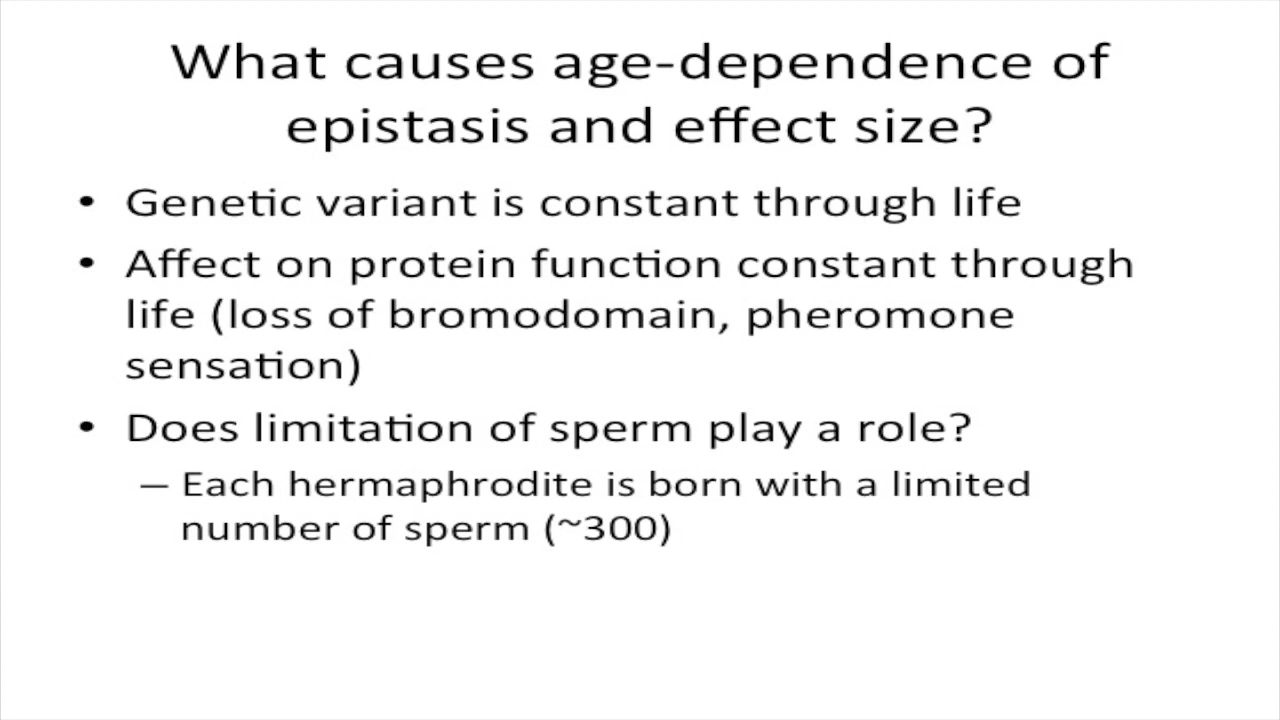 What causes age-dependence of
epistasis and effect size?
• Genetic variant is constant through life
• Affect on protein function constant through
life (loss of bromodomain, pheromone
sensation)
• Does limitation of sperm play a role?
– Each hermaphrodite is born with a limited
number of sperm (~300)